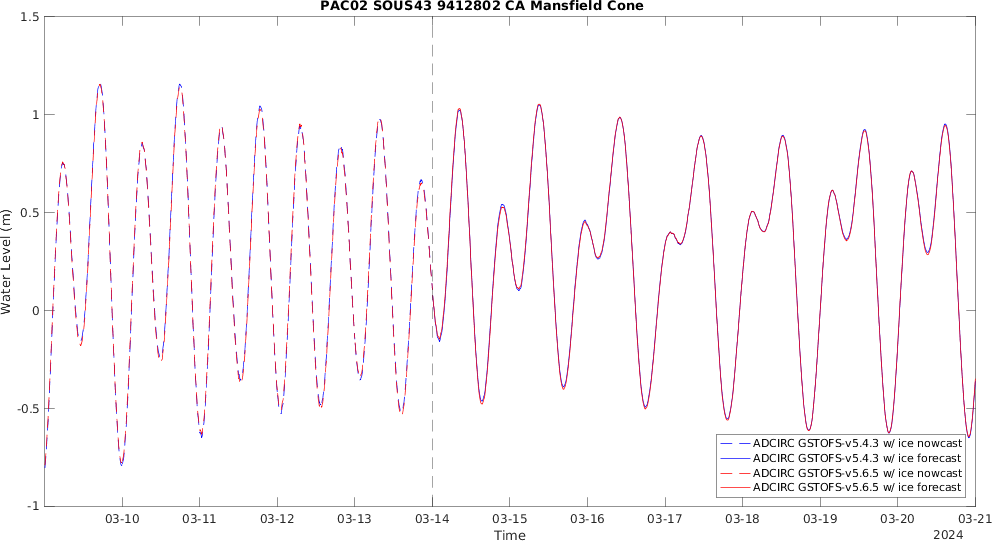 PAC02 SOUS43 9412802 CA Mansfield Cone
1.5
1
0.5
0
-0.5
-1
Water Level (m)
03-10 03-11 03-12 03-13 03-14 03-15 03-16 03-17 03-18 03-19 03-20 03-21
Time
2024
ADCIRC GSTOFS-v5.4.3 w/ ice nowcast
ADCIRC GSTOFS-v5.4.3 w/ ice forecast
ADCIRC GSTOFS-v5.6.5 w/ ice nowcast
ADCIRC GSTOFS-v5.6.5 w/ ice forecast